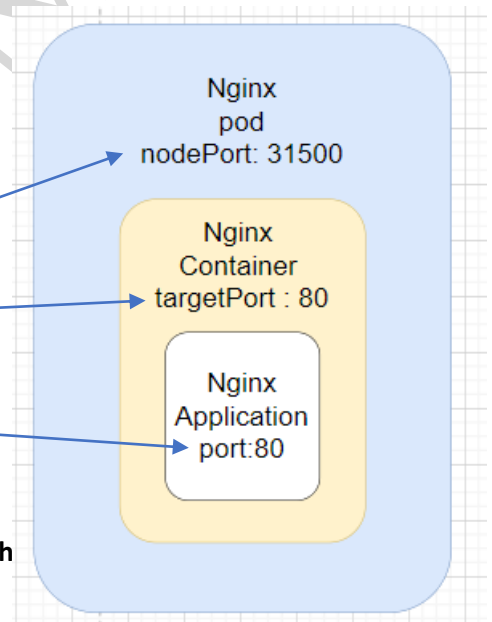 Nginx
pod
nodePort: 31500
Nginx
Container
targetPort : 80
Nginx
Application
port:80
h